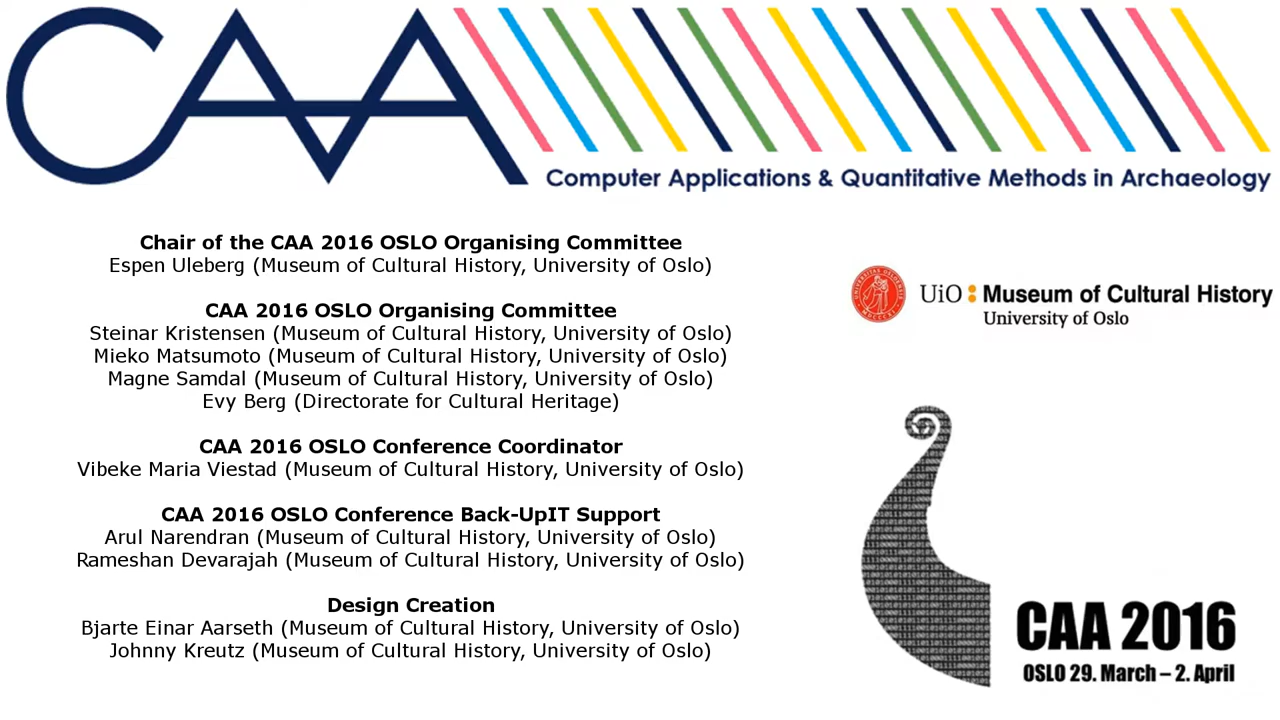 CAA
Computer Applications & Quantitative Methods in Archaeology
Chair of the CAA 2016 OSLO Organising Committee
Espen Uleberg (Museum of Cultural History, University of Oslo)
CAA 2016 OSLO Organising Committee
Steinar Kristensen (Museum of Cultural History, University of Oslo)
Mieko Matsumoto (Museum of Cultural History, University of Oslo)
Magne Samdal (Museum of Cultural History, University of Oslo)
Evy Berg (Directorate for Cultural Heritage)
CAA 2016 OSLO Conference Coordinator
Vibeke Maria Viestad (Museum of Cultural History, University of Oslo)
CAA 2016 OSLO Conference Back-UpIT Support
Arul Narendran (Museum of Cultural History, University of Oslo)
Rameshan Devarajah (Museum of Cultural History, University of Oslo)
Design Creation
Bjarte Einar Aarseth (Museum of Cultural History, University of Oslo)
Johnny Kreutz (Museum of Cultural History, University of Oslo)
UiO : Museum of Cultural History
University of Oslo
CAA 2016
OSLO 29. March – 2. April